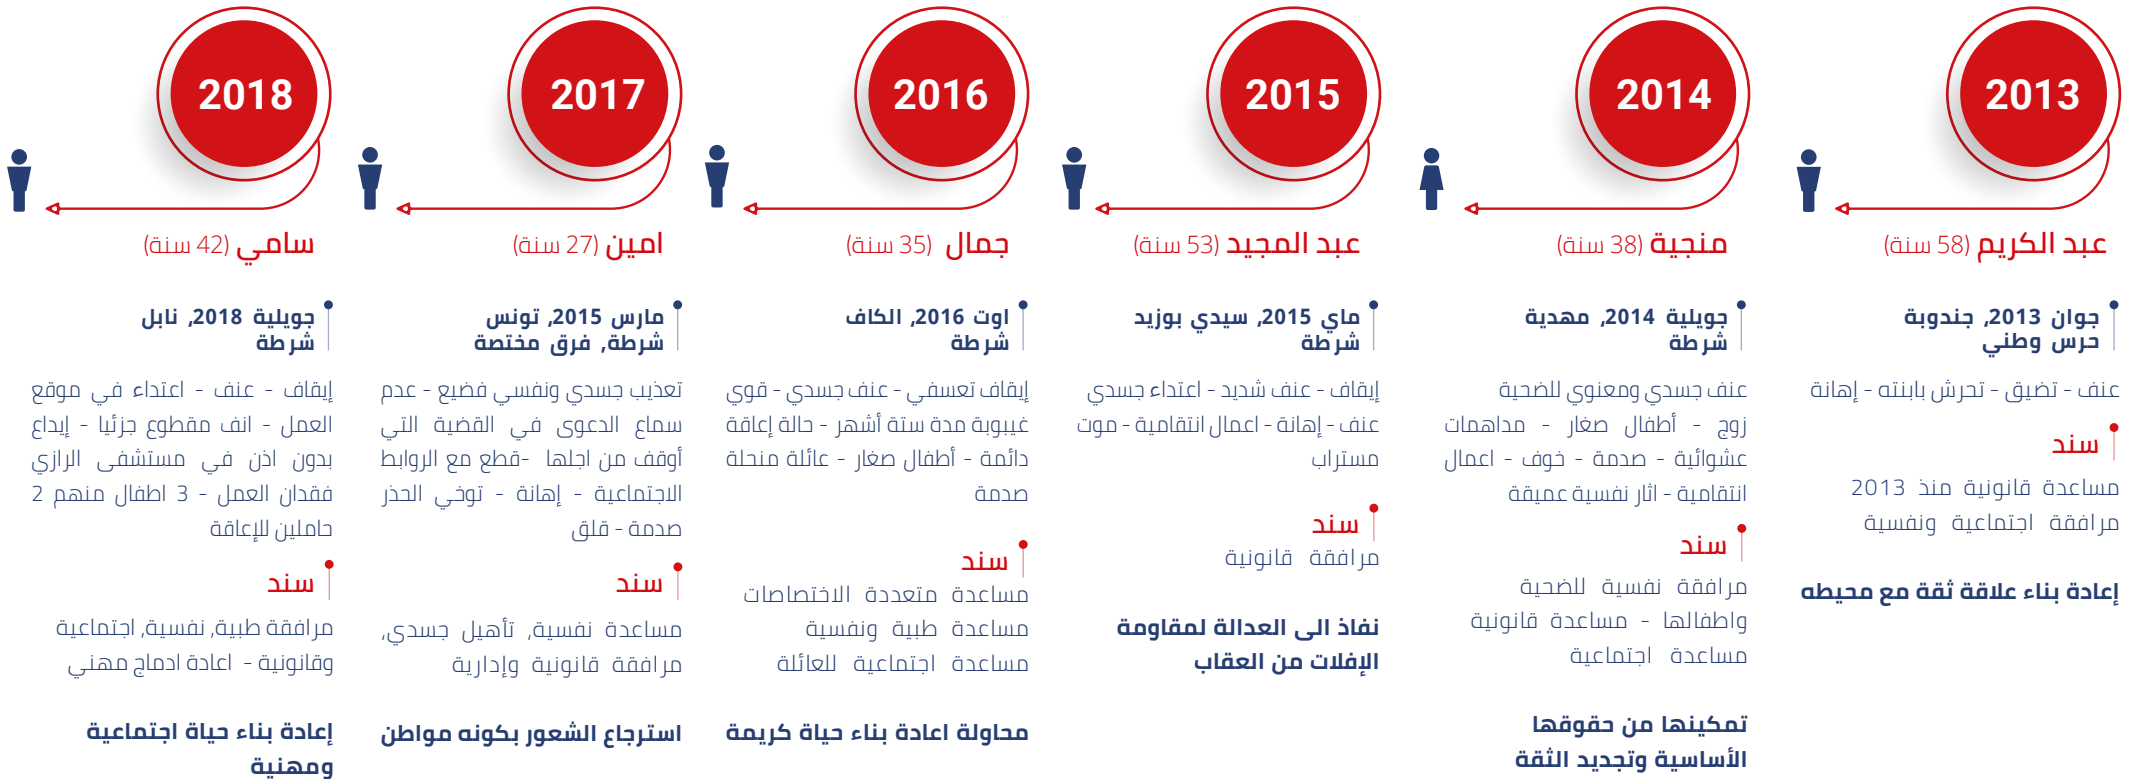 2013
عبد الكريم (58 سنة)
جوان 2013, جندوبة
حرس وطني
عنف - تضيق - تحرش بابنته - إهانة
سند
مساعدة قانونية منذ 2013
مرافقة اجتماعية ونفسية
إعادة بناء علاقة ثقة مع محيطه
2014
منجية (38 سنة)
جويلية 2014, مهدية
شرطة
عنف جسدي ومعنوي للضحية
زوج - أطفال صغار - مداهمات
عشوائية - صدمة - خوف - اعمال
انتقامية - اثار نفسية عميقة
سند
مرافقة نفسية للضحية
واطفالها - مساعدة قانونية
مساعدة اجتماعية
تمكينها من حقوقها
الأساسية وتجديد الثقة
2015
عبد المجيد (53 سنة)
ماي 2015, سيدي بوزيد
شرطة
إيقاف - عنف شديد - اعتداء جسدي
عنف - إهانة - اعمال انتقامية - موت
مستراب
سند
مرافقة قانونية
نفاذ الى العدالة لمقاومة
الإفلات من العقاب
2016
جمال (35 سنة)
اوت 2016, الكاف
شرطة
إيقاف تعسفي - عنف جسدي - قوي
غيبوبة مدة ستة أشهر - حالة إعاقة
دائمة - أطفال صغار - عائلة منحلة
صدمة
سند
مساعدة متعددة الاختصاصات
مساعدة طبية ونفسية
مساعدة اجتماعية للعائلة
محاولة اعادة بناء حياة كريمة
2017
امين (27 سنة)
مارس 2015, تونس
شرطة, فرق مختصة
تعذيب جسدي ونفسي فضيع - عدم
سماع الدعوى في القضية التي
أوقف من اجلها -قطع مع الروابط
الاجتماعية - إهانة - توخي الحذر
صدمة - قلق
سند
مساعدة نفسية, تأهيل جسدي,
مرافقة قانونية وإدارية
استرجاع الشعور بكونه مواطن
2018
سامي (42 سنة)
جويلية 2018, نابل
شرطة
إيقاف - عنف - اعتداء في موقع
العمل - انف مقطوع جزئيا - إيداع
بدون اذن في مستشفى الرازي
فقدان العمل - 3 اطفال منهم 2
حاملين للإعاقة
سند
مرافقة طبية, نفسية, اجتماعية
وقانونية - اعادة ادماج مهني
إعادة بناء حياة اجتماعية
ومهنية